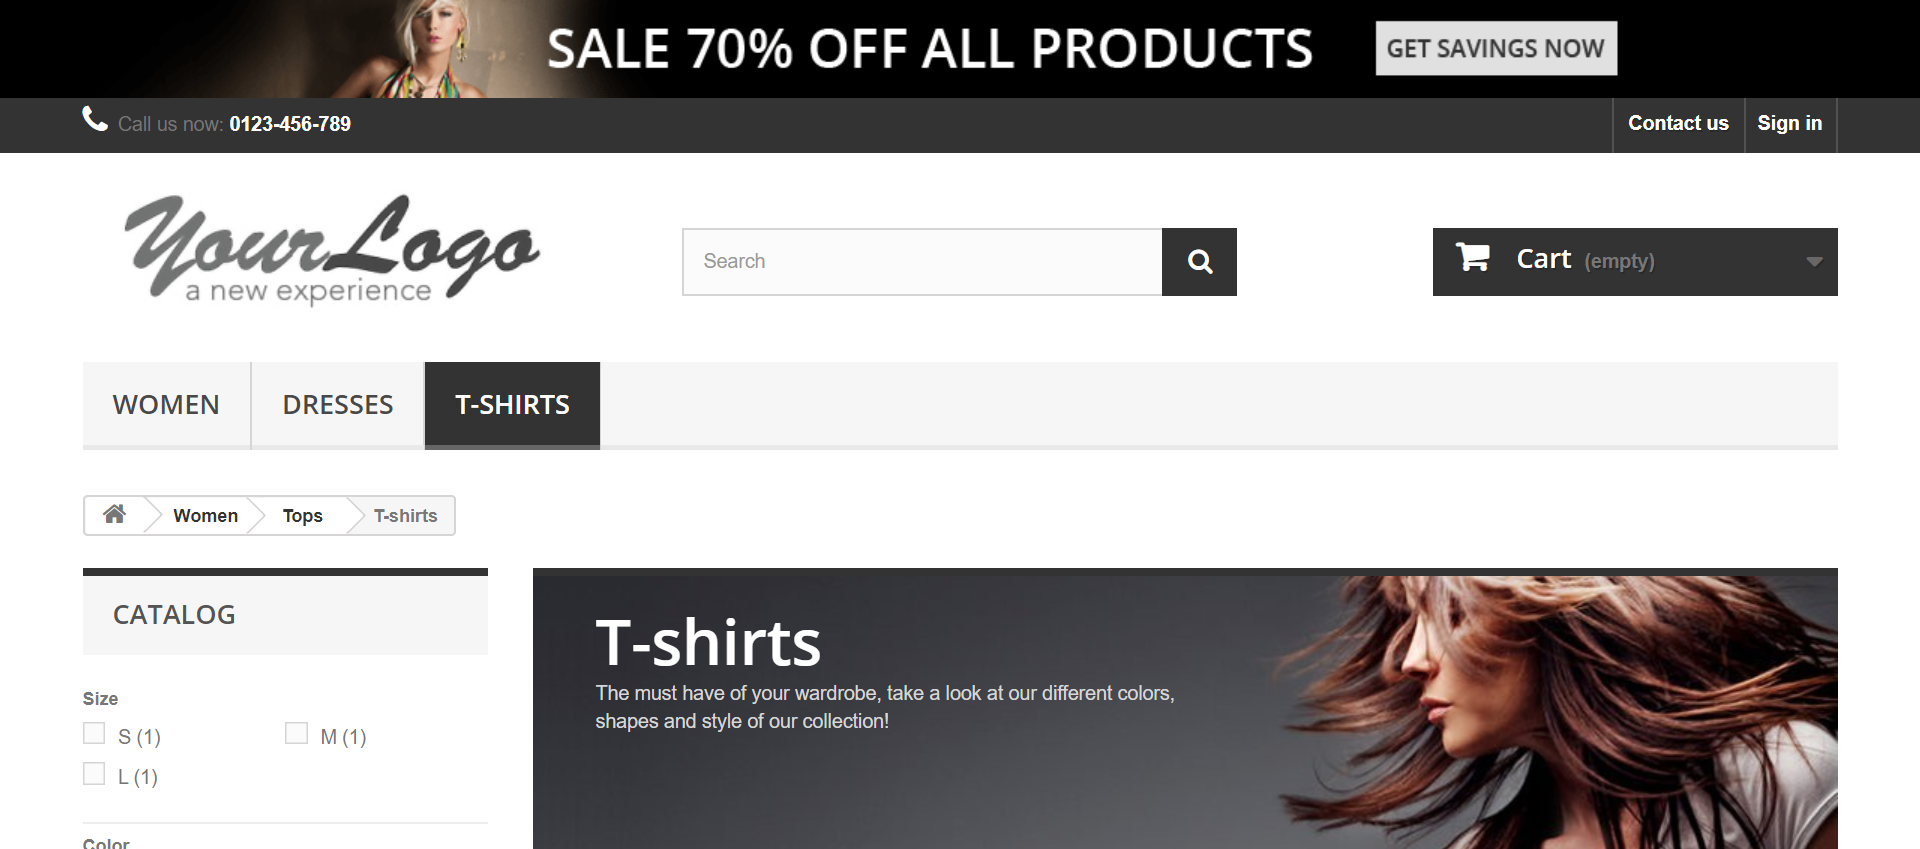 SALE 70% OFF ALL PRODUCTS GET SAVINGS NOW
Call us now: 0123-456-789 Contact us Sign in
YourLogo
a new experience
Search
Cart (empty)
WOMEN DRESSES T-SHIRTS
Women Tops T-shirts
CATALOG
Size
S (1) M (1)
L (1)
Color
T-shirts
The must have of your wardrobe, take a look at our different colors,
shapes and style of our collection!